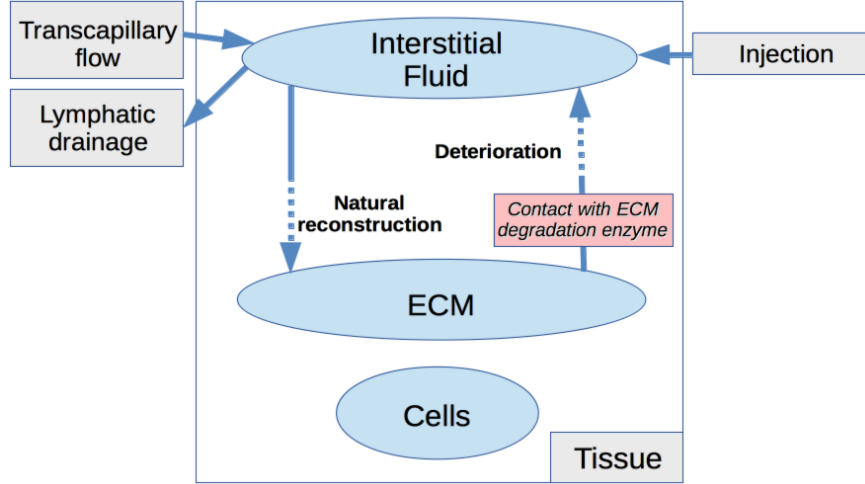 Transcapillary
flow
Interstitial
Fluid
Injection
Lymphatic
drainage
Deterioration
Natural
reconstruction
Contact with ECM
degradation enzyme
ECM
Cells
Tissue